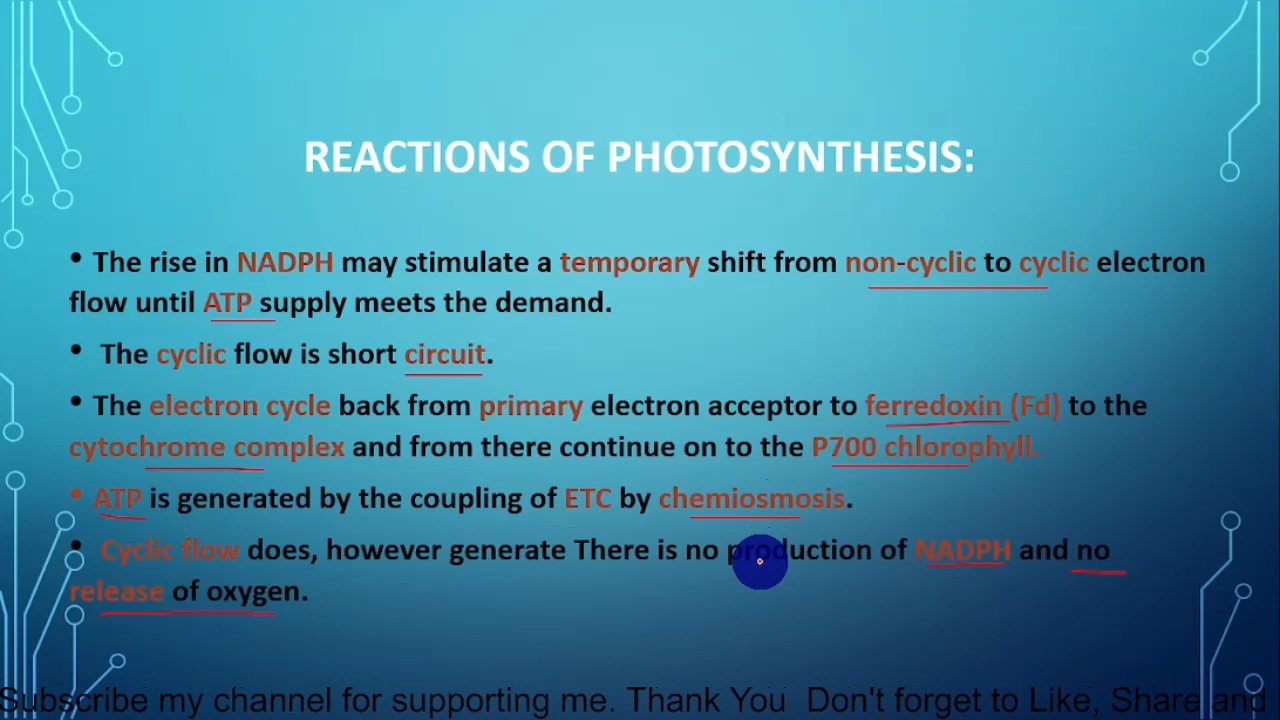 REACTIONS OF PHOTOSYNTHESIS:
• The rise in NADPH may stimulate a temporary shift from non-cyclic to cyclic electron
flow until ATP supply meets the demand.
• The cyclic flow is short circuit.
• The electron cycle back from primary electron acceptor to ferredoxin (Fd) to the
cytochrome complex and from there continue on to the P700 chlorophyll.
• ATP is generated by the coupling of ETC by chemiosmosis.
• Cyclic flow does, however generate There is no production of NADPH and no
release of oxygen.
Subscribe my channel for supporting me. Thank You Don't forget to Like, Share and